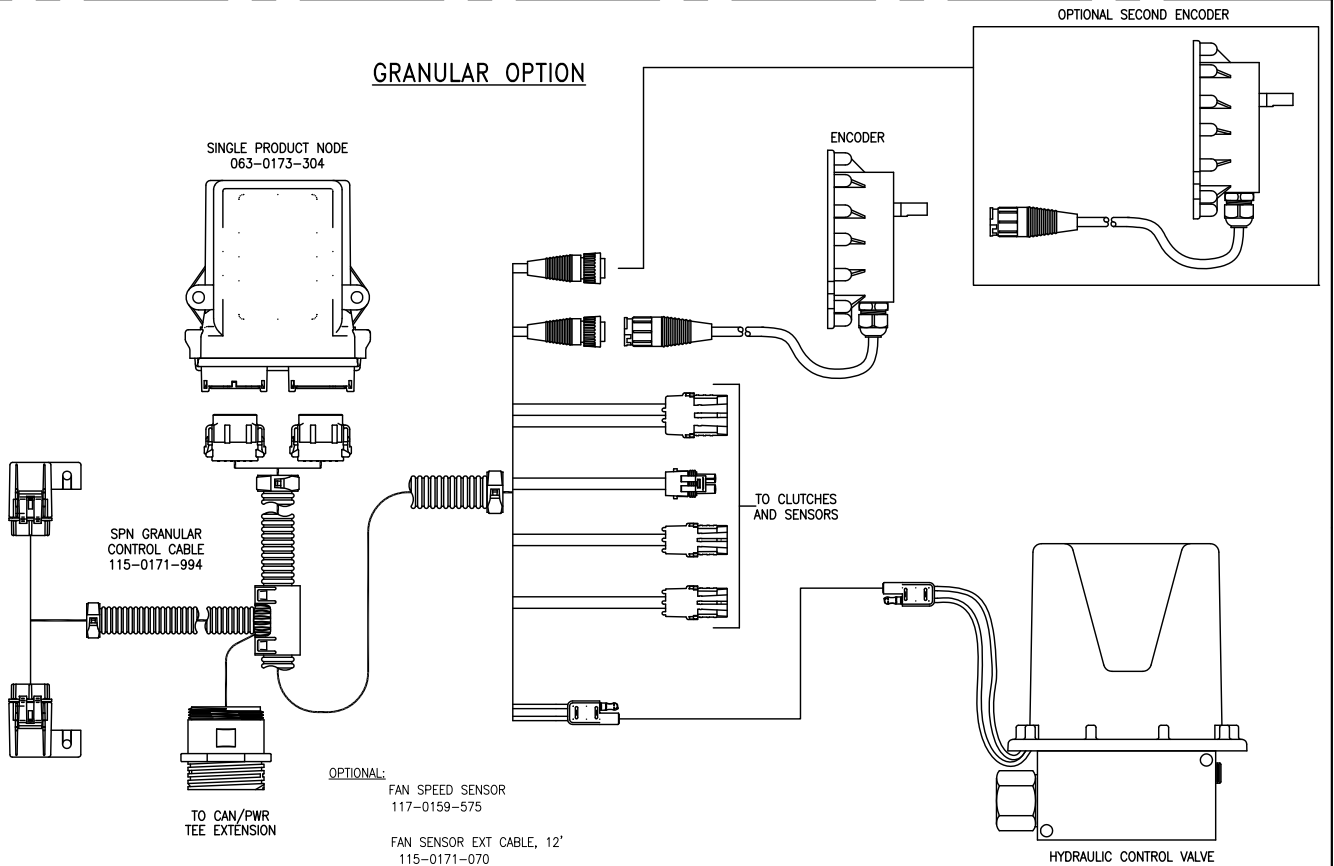 OPTIONAL SECOND ENCODER
GRANULAR OPTION
ENCODER
SINGLE PRODUCT NODE
063-0173-304
TO CLUTCHES
AND SENSORS
SPN GRANULAR
CONTROL CABLE
115-0171-994
OPTIONAL:
FAN SPEED SENSOR
117-0159-575
TO CAN/PWR
TEE EXTENSION
FAN SENSOR EXT CABLE, 12'
115-0171-070
HYDRAULIC CONTROL VALVE